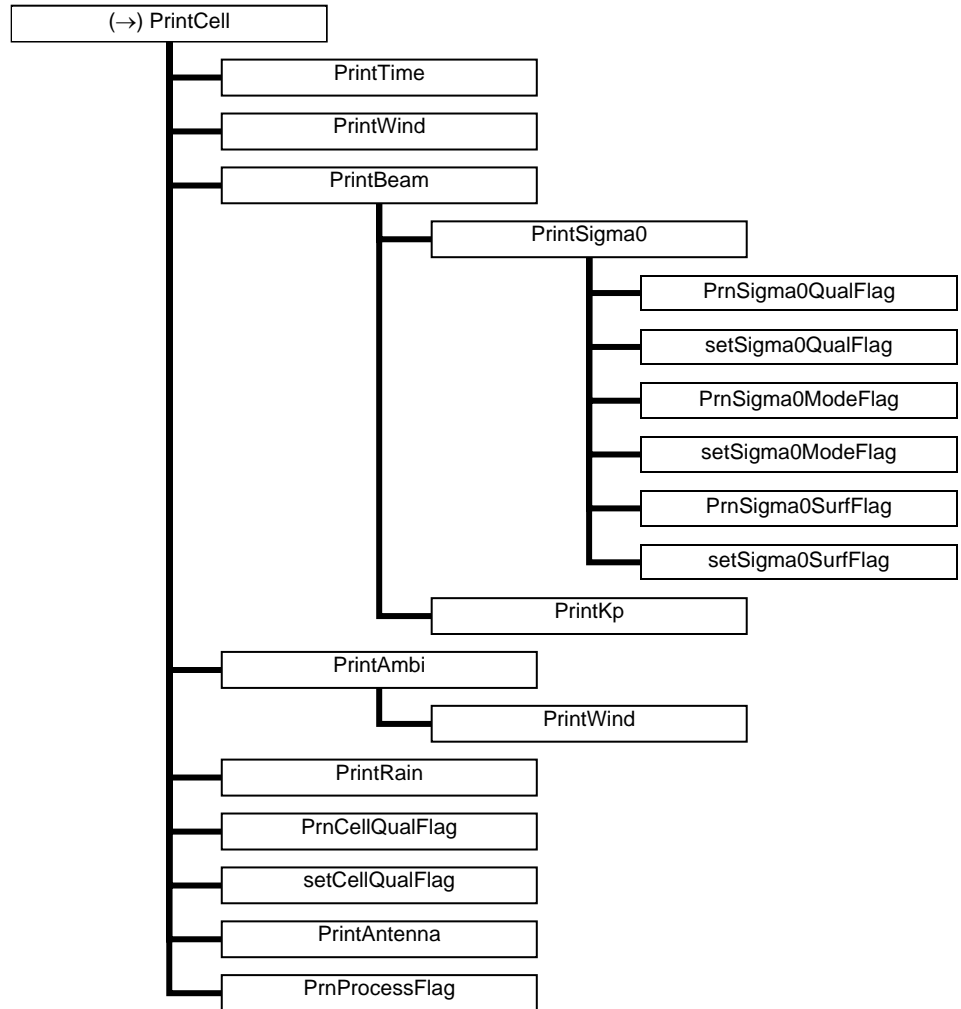 (→) PrintCell
PrintTime
PrintWind
PrintBeam
PrintSigma0
PrnSigma0QualFlag
setSigma0QualFlag
PrnSigma0ModeFlag
setSigma0ModeFlag
PrnSigma0SurfFlag
setSigma0SurfFlag
PrintKp
PrintAmbi
PrintWind
PrintRain
PrnCellQualFlag
setCellQualFlag
PrintAntenna
PrnProcessFlag